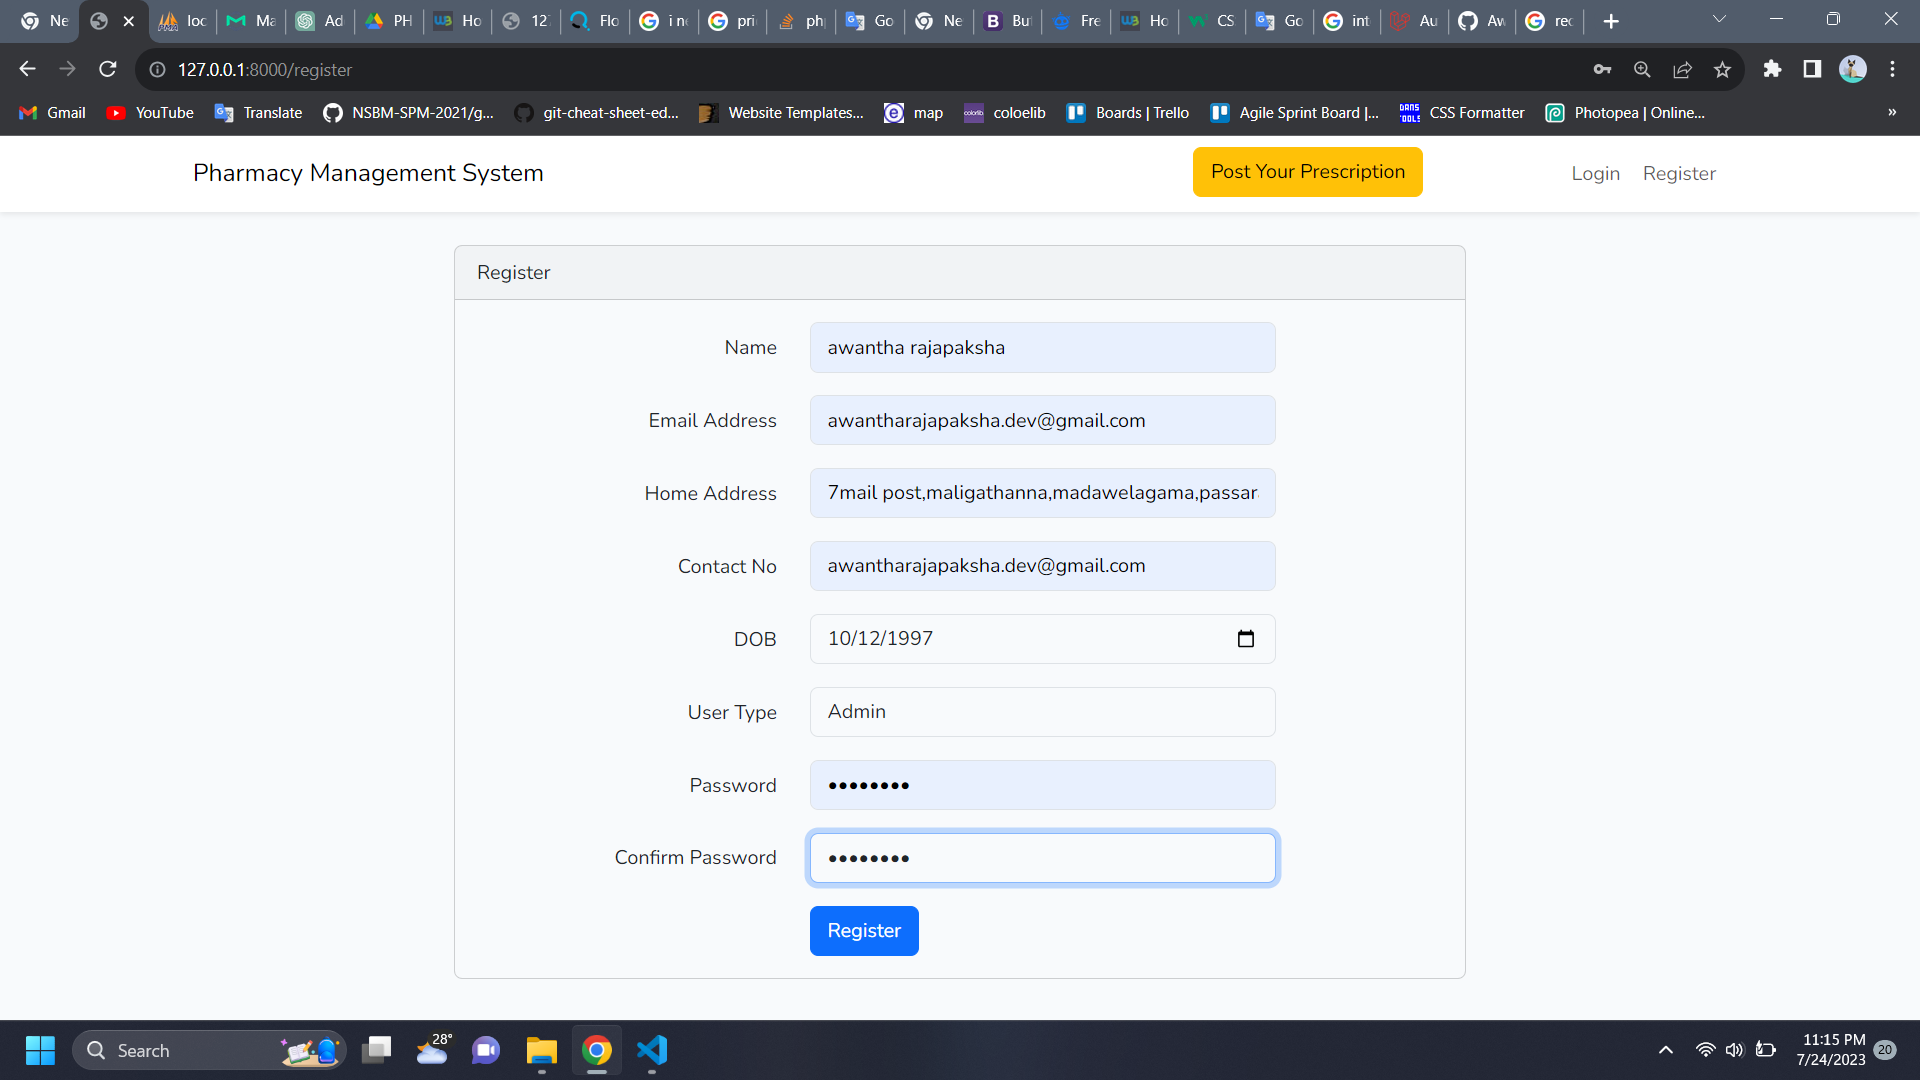 Ne
loc
Ma
Ad
PH
Ho
127
Flo
i ne
pri
php
Go
Ne
But
Fre
Ho
CS
Go
int
Au
Aw
rec
127.0.0.1:8000/register
Gmail
YouTube
Translate
NSBM-SPM-2021/g...
git-cheat-sheet-ed...
Website Templates...
map
coloelib
Boards | Trello
Agile Sprint Board |...
CSS Formatter
Photopea | Online...
»
Pharmacy Management System
Post Your Prescription
Login
Register
Register
Name
awantha rajapaksha
Email Address
awantharajapaksha.dev@gmail.com
Home Address
7mail post,maligathanna,madawelagama,passara
Contact No
awantharajapaksha.dev@gmail.com
DOB
10/12/1997
User Type
Admin
Password
••••••••
Confirm Password
••••••••
Register
Search
28°
11:15 PM
7/24/2023
20